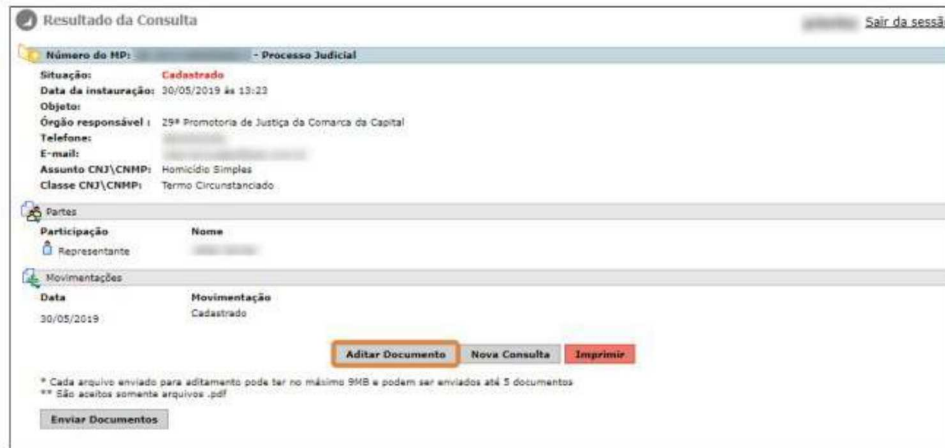 Resultado da Consulta
Sair da sessã
Número do MP: - Processo Judicial
Situação: Cadastrado
Data da instauração: 30/05/2019 às 13:23
Objeto:
Órgão responsável : 29ª Promotoria de Justiça da Comarca da Capital
Telefone:
E-mail:
Assunto CNJ\CNMP: Homicídio Simples
Classe CNJ\CNMP: Termo Circunstanciado
Partes
Participação Nome
Representante
Movimentações
Data Movimentação
30/05/2019 Cadastrado
Aditar Documento Nova Consulta Imprimir
* Cada arquivo enviado para aditamento pode ter no máximo 9MB e podem ser enviados até 5 documentos
** São aceitos somente arquivos .pdf
Enviar Documentos